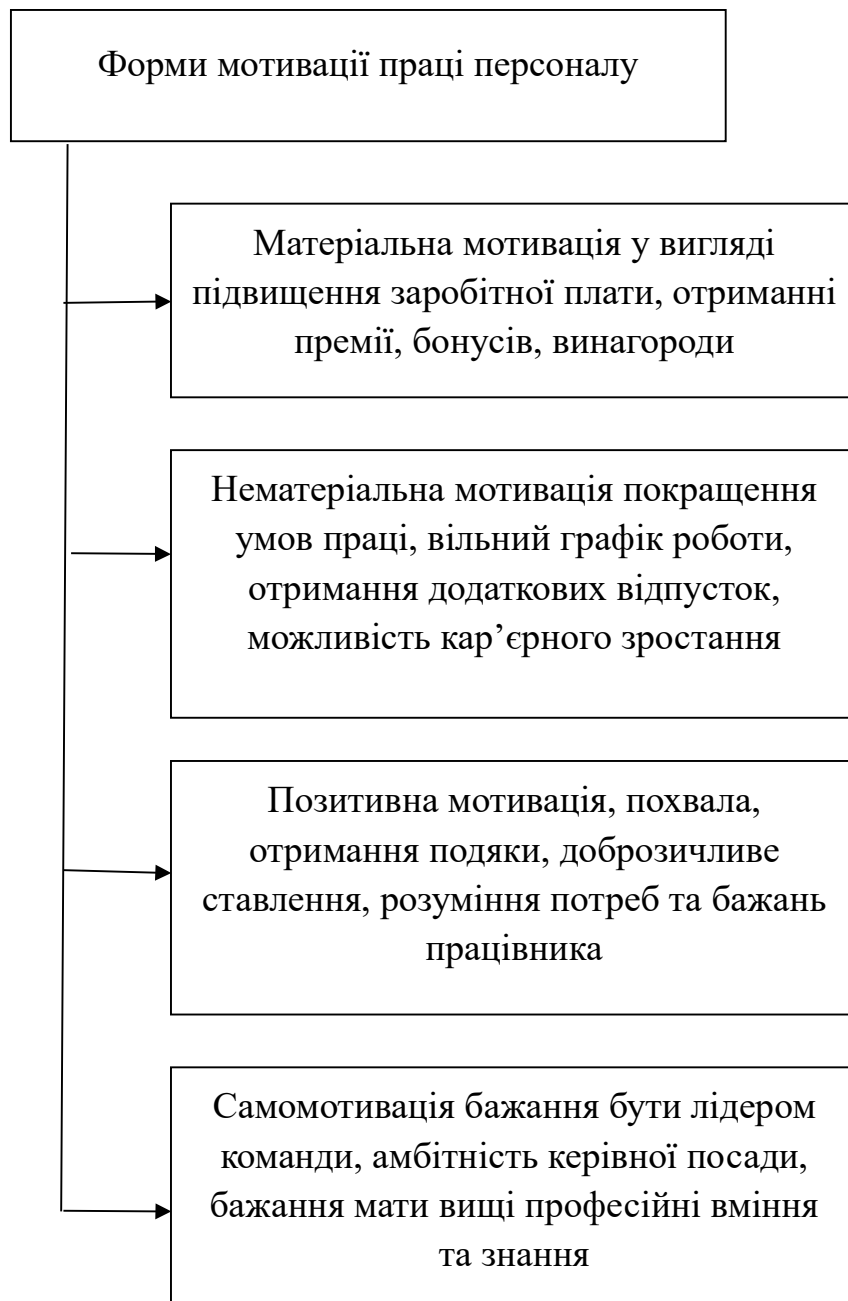 Форми мотивації праці персоналу
Матеріальна мотивація у вигляді
підвищення заробітної плати, отриманні
премії, бонусів, винагороди
Нематеріальна мотивація покращення
умов праці, вільний графік роботи,
отримання додаткових відпусток,
можливість кар’єрного зростання
Позитивна мотивація, похвала,
отримання подяки, доброзичливе
ставлення, розуміння потреб та бажань
працівника
Самомотивація бажання бути лідером
команди, амбітність керівної посади,
бажання мати вищі професійні вміння
та знання